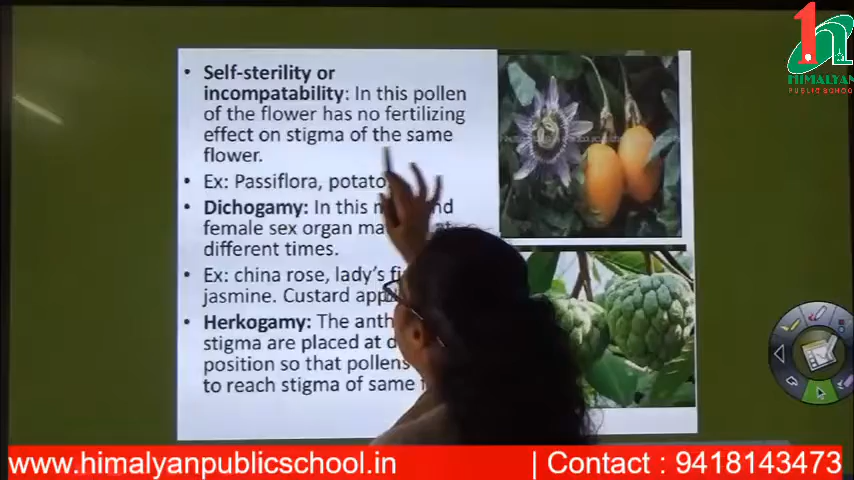 Self-sterility or
incompatability: In this pollen
of the flower has no fertilizing
effect on stigma of the same
flower.
Ex: Passiflora, potato
Dichogamy: In this
female sex organ
different times.
Ex: china rose, lady's
jasmine. Custard
Herkogamy: The
stigma are placed at
position so that pollens
to reach stigma of same
HIMALYAN
PUBLIC SCHOOL
www.himalyanpublicschool.in | Contact : 9418143473